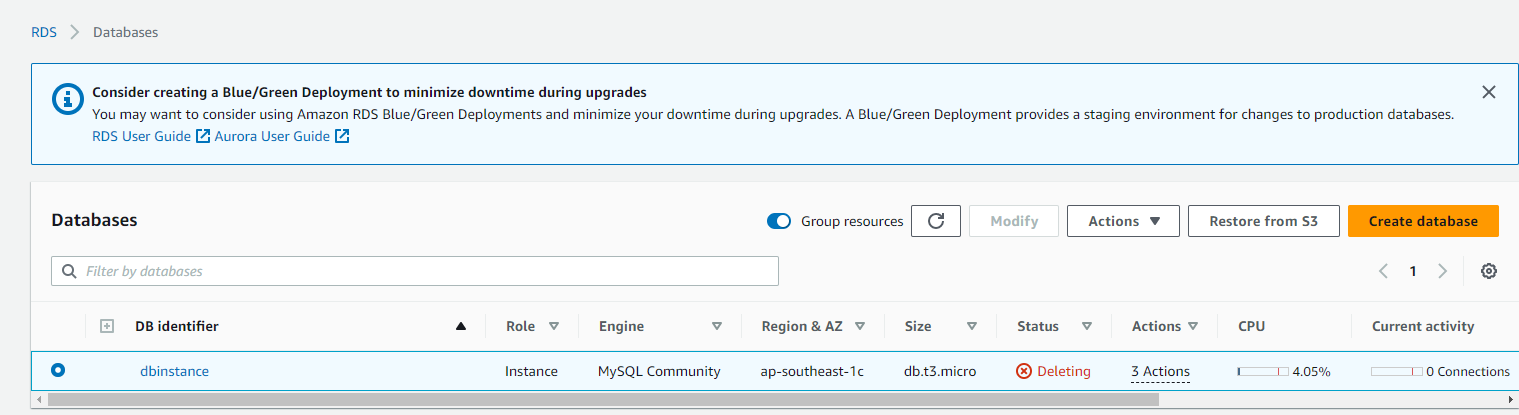 RDS > Databases
Consider creating a Blue/Green Deployment to minimize downtime during upgrades
You may want to consider using Amazon RDS Blue/Green Deployments and minimize your downtime during upgrades. A Blue/Green Deployment provides a staging environment for changes to production databases.
RDS User Guide Aurora User Guide
Databases Group resources Modify Actions Restore from S3 Create database
Filter by databases 1
DB identifier Role Engine Region & AZ Size Status Actions CPU Current activity
dbinstance Instance MySQL Community ap-southeast-1c db.t3.micro Deleting 3 Actions 4.05% 0 Connections